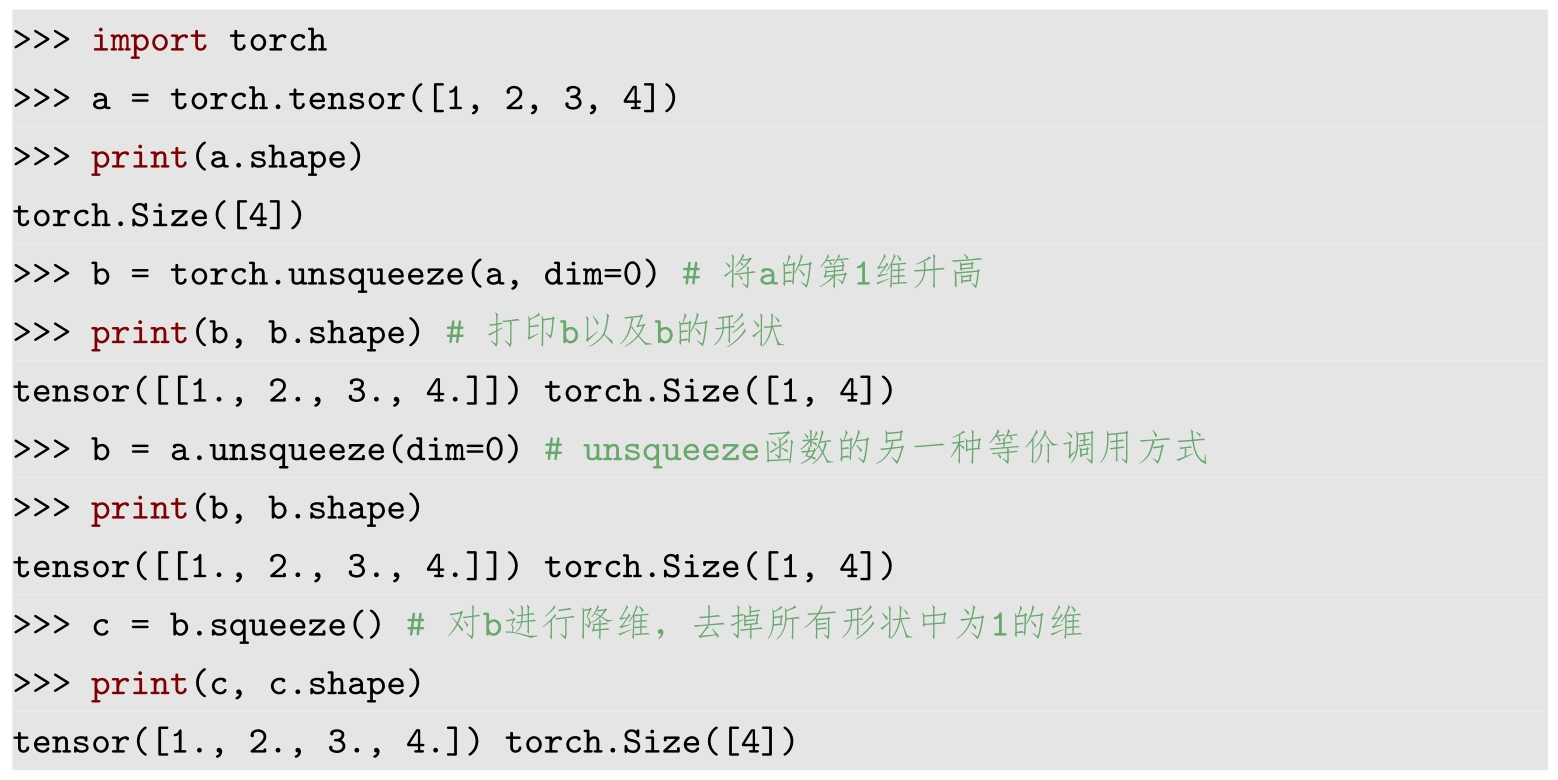 >>> import torch
>>> a = torch.tensor([1, 2, 3, 4])
>>> print(a.shape)
torch.Size([4])
>>> b = torch.unsqueeze(a, dim=0) # 将a的第1维升高
>>> print(b, b.shape) # 打印b以及b的形状
tensor([[1., 2., 3., 4.]]) torch.Size([1, 4])
>>> b = a.unsqueeze(dim=0) # unsqueeze函数的另一种等价调用方式
>>> print(b, b.shape)
tensor([[1., 2., 3., 4.]]) torch.Size([1, 4])
>>> c = b.squeeze() # 对b进行降维，去掉所有形状中为1的维
>>> print(c, c.shape)
tensor([1., 2., 3., 4.]) torch.Size([4])